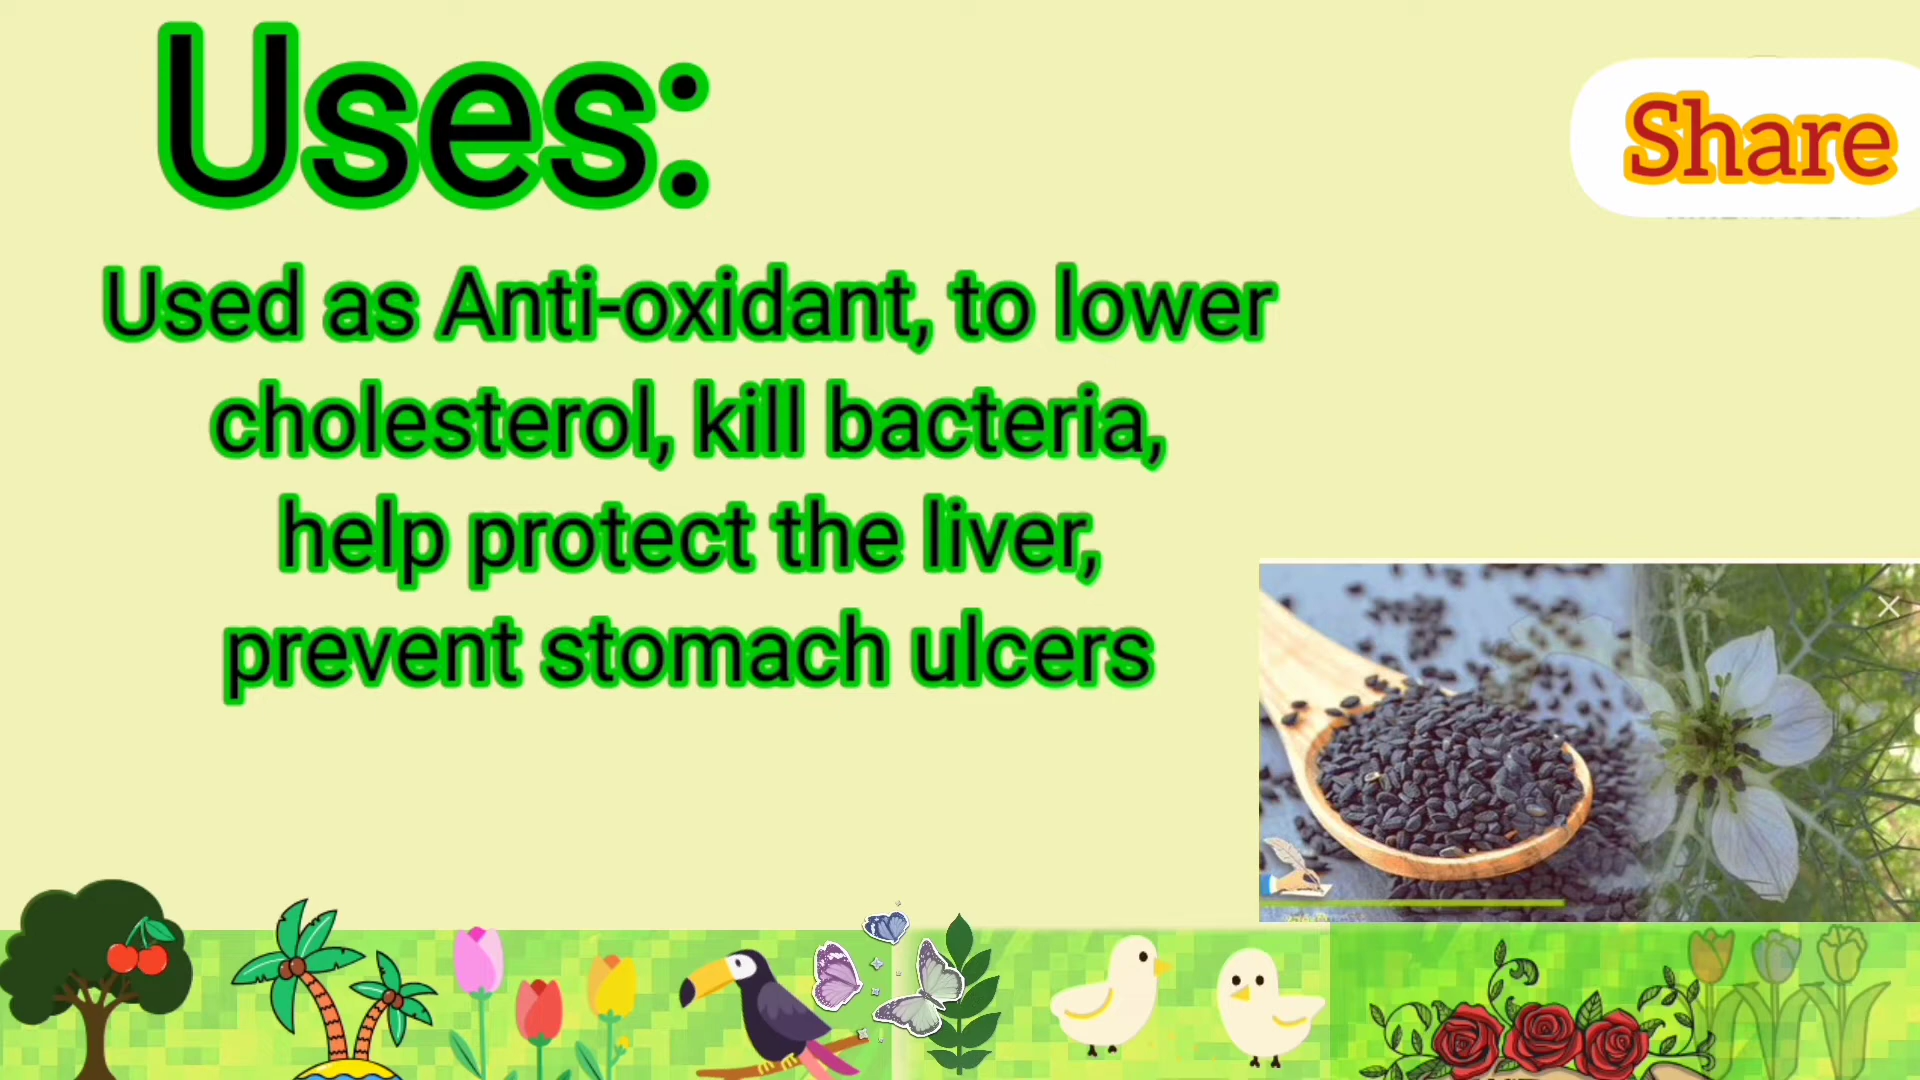 Uses:
Share
Used as Anti-oxidant, to lower
cholesterol, kill bacteria,
help protect the liver,
prevent stomach ulcers